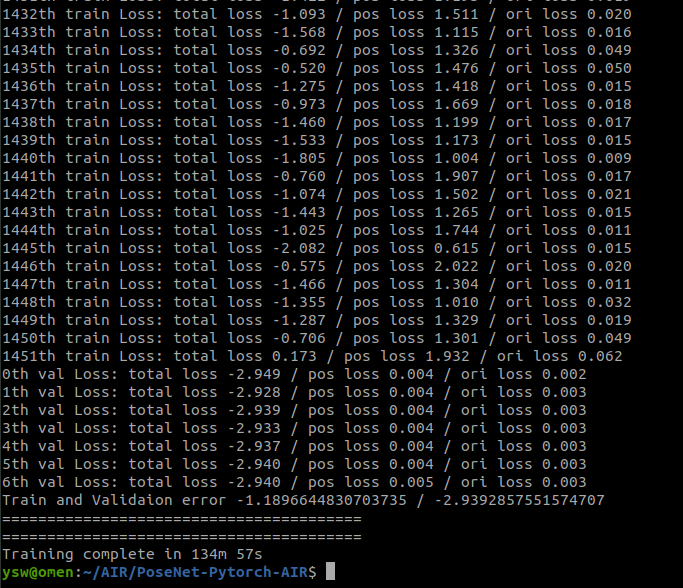 1432th train Loss: total loss -1.093 / pos loss 1.511 / ori loss 0.020
1433th train Loss: total loss -1.568 / pos loss 1.115 / ori loss 0.016
1434th train Loss: total loss -0.692 / pos loss 1.326 / ori loss 0.049
1435th train Loss: total loss -0.520 / pos loss 1.476 / ori loss 0.050
1436th train Loss: total loss -1.275 / pos loss 1.418 / ori loss 0.015
1437th train Loss: total loss -0.973 / pos loss 1.669 / ori loss 0.018
1438th train Loss: total loss -1.460 / pos loss 1.199 / ori loss 0.017
1439th train Loss: total loss -1.533 / pos loss 1.173 / ori loss 0.015
1440th train Loss: total loss -1.805 / pos loss 1.004 / ori loss 0.009
1441th train Loss: total loss -0.760 / pos loss 1.907 / ori loss 0.017
1442th train Loss: total loss -1.074 / pos loss 1.502 / ori loss 0.021
1443th train Loss: total loss -1.443 / pos loss 1.265 / ori loss 0.015
1444th train Loss: total loss -1.025 / pos loss 1.744 / ori loss 0.011
1445th train Loss: total loss -2.082 / pos loss 0.615 / ori loss 0.015
1446th train Loss: total loss -0.575 / pos loss 2.022 / ori loss 0.020
1447th train Loss: total loss -1.466 / pos loss 1.304 / ori loss 0.011
1448th train Loss: total loss -1.355 / pos loss 1.010 / ori loss 0.032
1449th train Loss: total loss -1.287 / pos loss 1.329 / ori loss 0.019
1450th train Loss: total loss -0.706 / pos loss 1.301 / ori loss 0.049
1451th train Loss: total loss 0.173 / pos loss 1.932 / ori loss 0.062
0th val Loss: total loss -2.949 / pos loss 0.004 / ori loss 0.002
1th val Loss: total loss -2.928 / pos loss 0.004 / ori loss 0.003
2th val Loss: total loss -2.939 / pos loss 0.004 / ori loss 0.003
3th val Loss: total loss -2.933 / pos loss 0.004 / ori loss 0.003
4th val Loss: total loss -2.937 / pos loss 0.004 / ori loss 0.003
5th val Loss: total loss -2.940 / pos loss 0.004 / ori loss 0.003
6th val Loss: total loss -2.940 / pos loss 0.005 / ori loss 0.003
Train and Validaion error -1.1896644830703735 / -2.9392857551574707
========================================
========================================
Training complete in 134m 57s
ysw@omen:~/AIR/PoseNet-Pytorch-AIR$